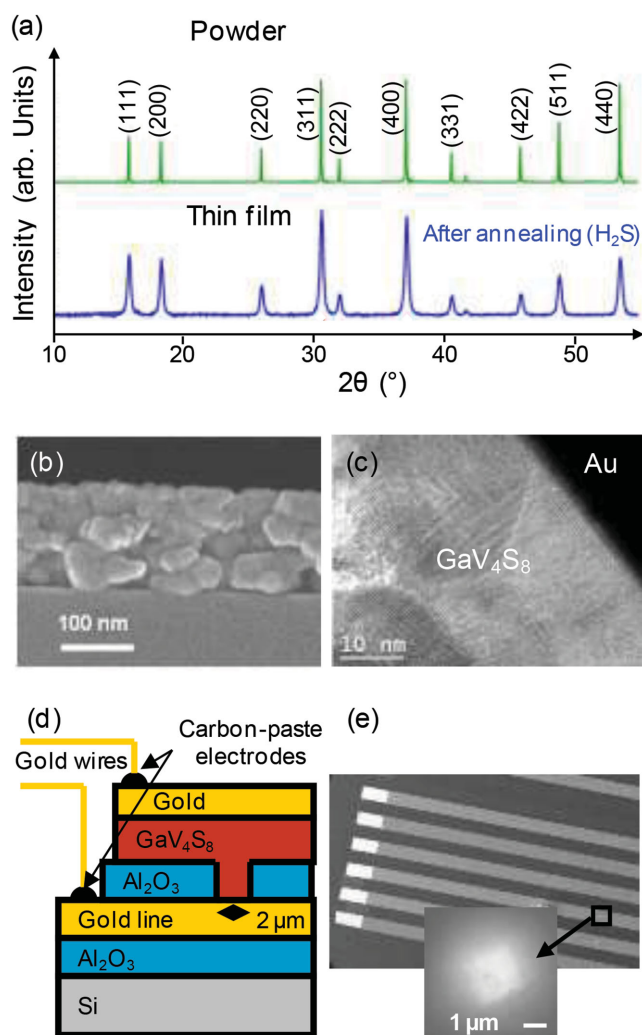 (a)
Powder
Intensity (arb. Units)
(111)
(200)
(220)
(311)
(222)
(400)
(331)
(422)
(511)
(440)
Thin film
After annealing (H₂S)
10
20
30
40
50
2θ (°)
(b)
100 nm
(c)
Au
GaV₄S₈
10 nm
(d)
Carbon-paste
electrodes
Gold wires
Gold
GaV₄S₈
Al₂O₃
Gold line
2 µm
Al₂O₃
Si
(e)
1 µm